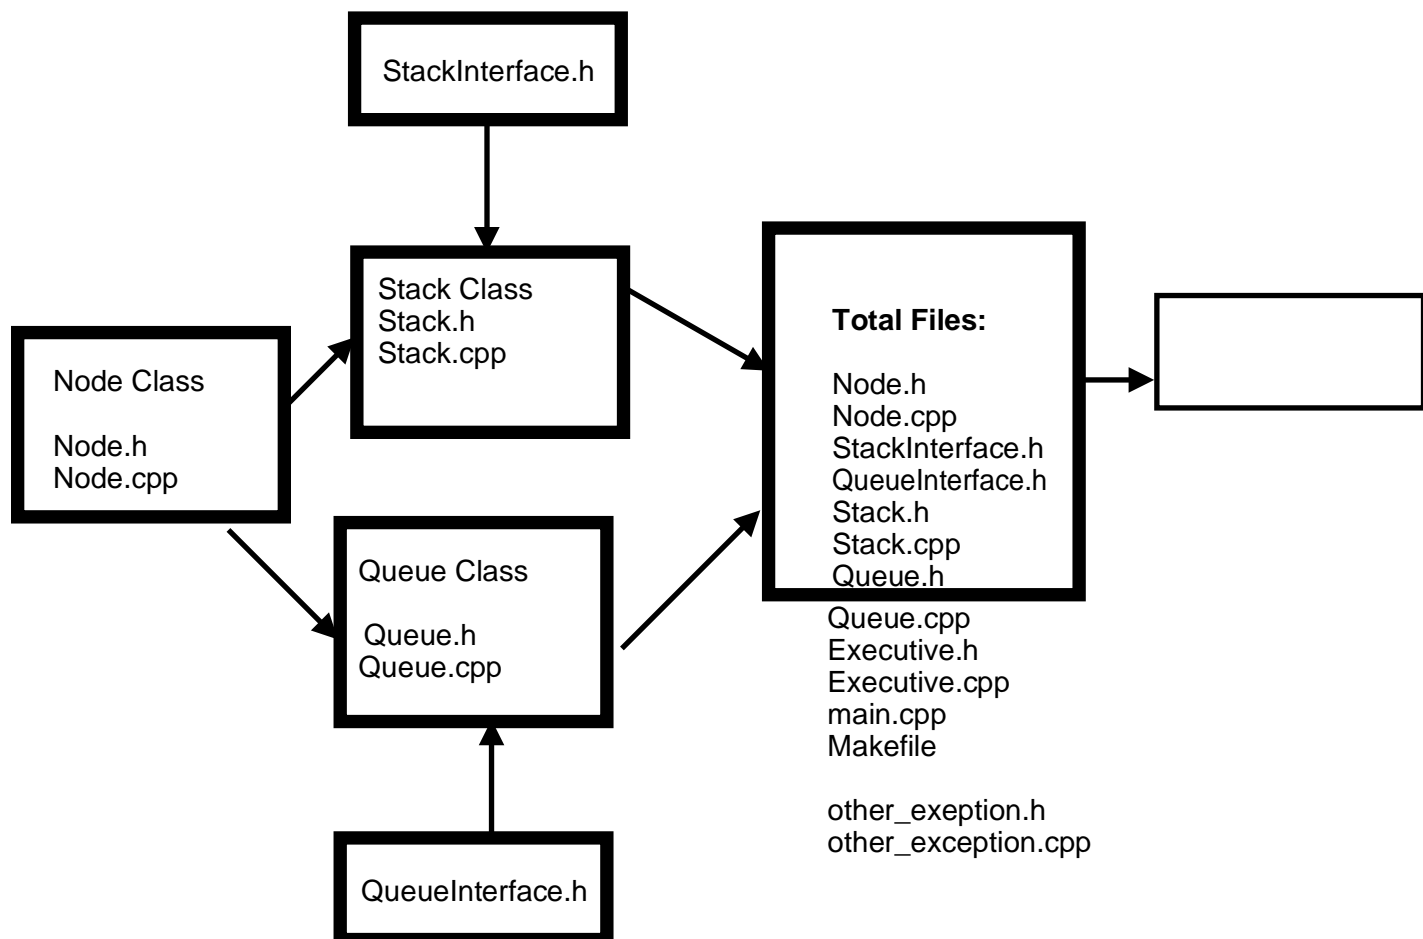 StackInterface.h
Stack Class
Stack.h
Stack.cpp
Node Class
Node.h
Node.cpp
Queue Class
Queue.h
Queue.cpp
QueueInterface.h
Total Files:
Node.h
Node.cpp
StackInterface.h
QueueInterface.h
Stack.h
Stack.cpp
Queue.h
Queue.cpp
Executive.h
Executive.cpp
main.cpp
Makefile
other_exeption.h
other_exception.cpp